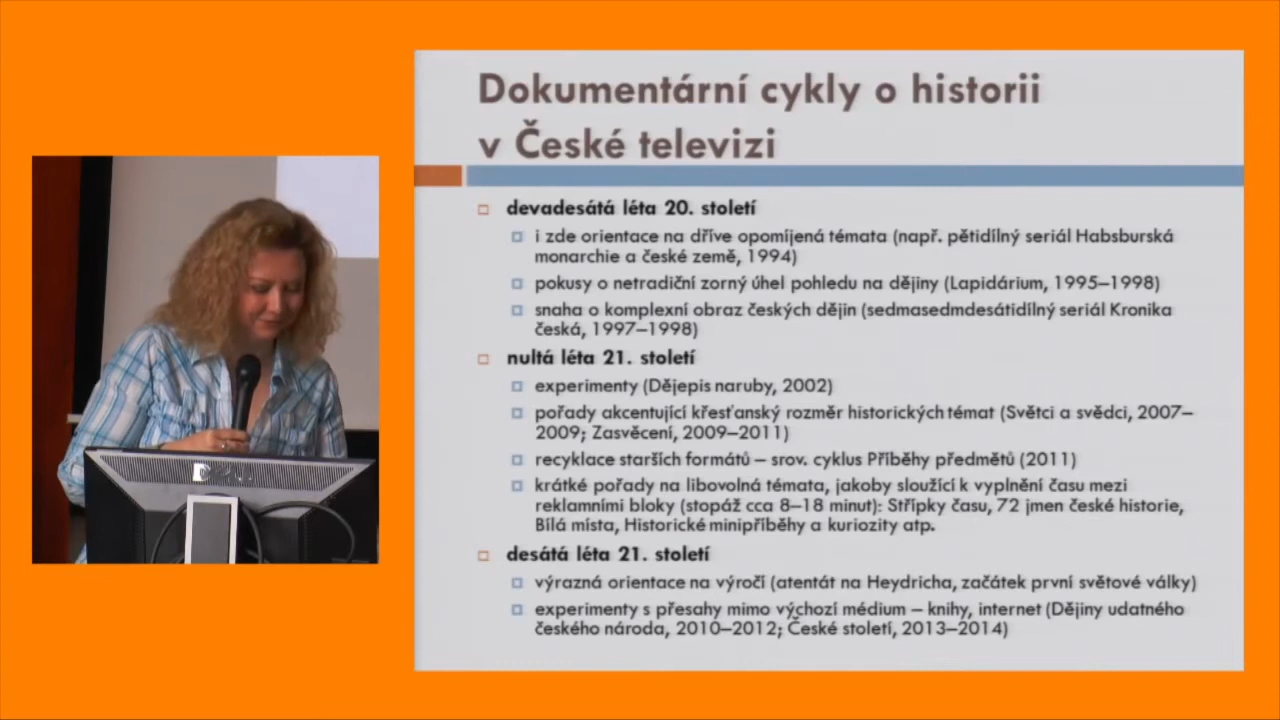 Dokumentární cykly o historii
v České televizi
devadesátá léta 20. století
i zde orientace na dříve opomíjená témata (např. pětidílný seriál Habsburská
monarchie a české země, 1994)
pokusy o netradiční zorný úhel pohledu na dějiny (Lapidárium, 1995–1998)
snaha o komplexní obraz českých dějin (sedmasedmdesátidílný seriál Kronika
česká, 1997–1998)
nultá léta 21. století
experimenty (Dějepis naruby, 2002)
pořady akcentující křesťanský rozměr historických témat (Světci a svědci, 2007–
2009; Zasvěcení, 2009–2011)
recyklace starších formátů – srov. cyklus Příběhy předmětů (2011)
krátké pořady na libovolná témata, jakoby sloužící k vyplnění času mezi
reklamními bloky (stopáž cca 8–18 minut): Střípky času, 72 jmen české historie,
Bílá místa, Historické minipříběhy a kuriozity atp.
desátá léta 21. století
výrazná orientace na výročí (atentát na Heydricha, začátek první světové války)
experimenty s přesahy mimo výchozí médium – knihy, internet (Dějiny udatného
českého národa, 2010–2012; České století, 2013–2014)
DELL